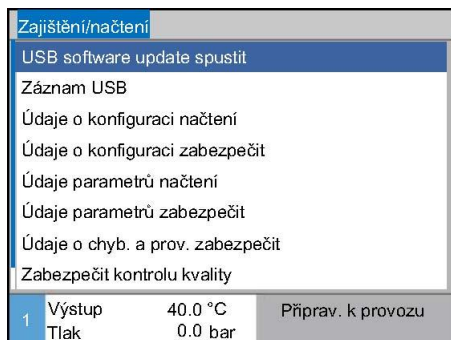 Zajištění/načtení
USB software update spustit
Záznam USB
Údaje o konfiguraci načtení
Údaje o konfiguraci zabezpečit
Údaje parametrů načtení
Údaje parametrů zabezpečit
Údaje o chyb. a prov. zabezpečit
Zabezpečit kontrolu kvality
1 Výstup 40.0 °C Připrav. k provozu
Tlak 0.0 bar